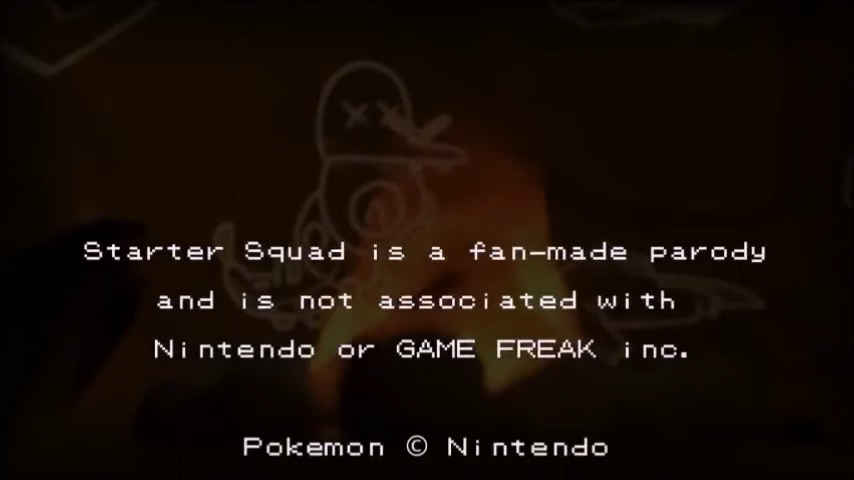 Starter Squad is a fan-made parody
and is not associated with
Nintendo or GAME FREAK inc.
Pokemon © Nintendo